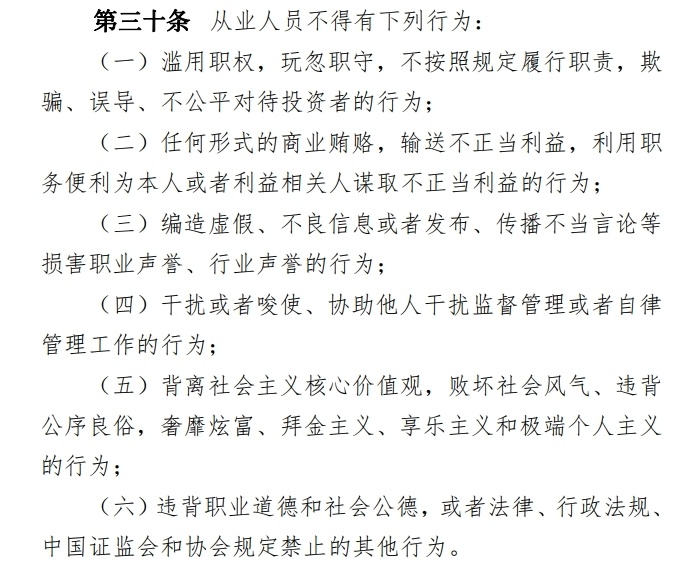 第三十条 从业人员不得有下列行为：
（一）滥用职权，玩忽职守，不按照规定履行职责，欺
骗、误导、不公平对待投资者的行为；
（二）任何形式的商业贿赂，输送不正当利益，利用职
务便利为本人或者利益相关人谋取不正当利益的行为；
（三）编造虚假、不良信息或者发布、传播不当言论等
损害职业声誉、行业声誉的行为；
（四）干扰或者唆使、协助他人干扰监督管理或者自律
管理工作的行为；
（五）背离社会主义核心价值观，败坏社会风气、违背
公序良俗，奢靡炫富、拜金主义、享乐主义和极端个人主义
的行为；
（六）违背职业道德和社会公德，或者法律、行政法规、
中国证监会和协会规定禁止的其他行为。